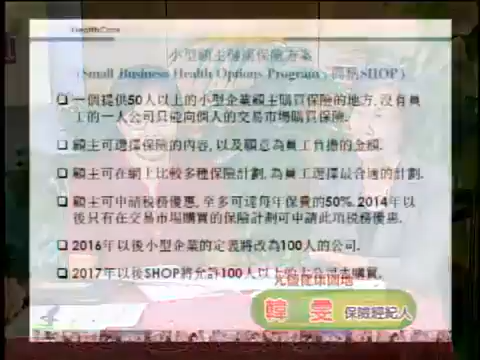 HealthCare
小型顧主健康保險方案
(Small Business Health Options Program, 簡稱SHOP)
❑ 一個提供50人以上的小型企業顧主購買保險的地方. 沒有員
工的一人公司只能向個人的交易市場購買保險.
❑ 顧主可選擇保險的內容, 以及願意為員工負擔的金額.
❑ 顧主可在網上比較多種保險計劃, 為員工選擇最合適的計劃.
❑ 顧主可申請稅務優惠, 至多可達每年保費的50%. 2014年以
後只有在交易市場購買的保險計劃可申請此項稅務優惠.
❑ 2016年以後小型企業的定義將改為100人的公司.
❑ 2017年以後SHOP將允許100人以上的大公司去購買.
健康園地
韓 雯 保險經紀人